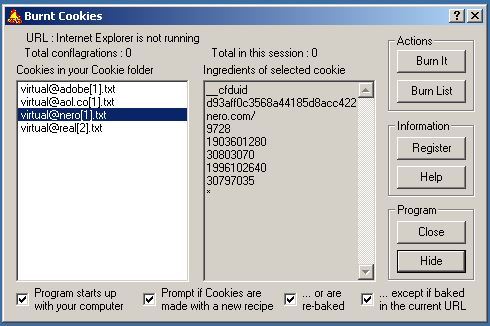 Burnt Cookies
URL : Internet Explorer is not running
Total conflagrations : 0
Total in this session : 0
Cookies in your Cookie folder
virtual@adobe[1].txt
virtual@aol.co[1].txt
virtual@nero[1].txt
virtual@real[2].txt
Ingredients of selected cookie
__cfduid
d93aff0c3568a44185d8acc422
nero.com/
9728
1903601280
30803070
1996102640
30797035
*
Actions
Burn It
Burn List
Information
Register
Help
Program
Close
Hide
Program starts up
with your computer
Prompt if Cookies are
made with a new recipe
... or are
re-baked
... except if baked
in the current URL